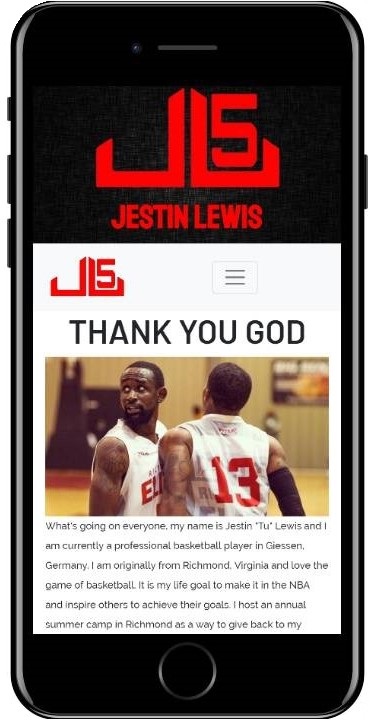 JL5
JESTIN LEWIS
JL5
THANK YOU GOD
13
What's going on everyone, my name is Jestin "Tu" Lewis and I
am currently a professional basketball player in Giessen,
Germany. I am originally from Richmond, Virginia and love the
game of basketball. It is my life goal to make it in the NBA
and inspire others to achieve their goals. I host an annual
summer camp in Richmond as a way to give back to my